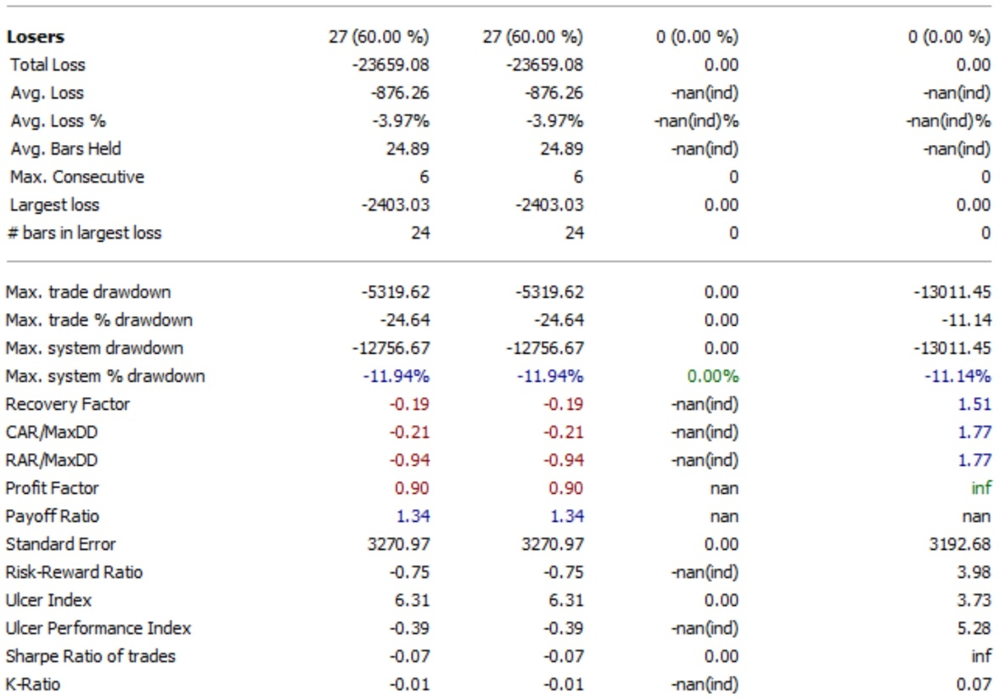 Losers 27 (60.00 %) 27 (60.00 %) 0 (0.00 %) 0 (0.00 %)
Total Loss -23659.08 -23659.08 0.00 0.00
Avg. Loss -876.26 -876.26 -nan(ind) -nan(ind)
Avg. Loss % -3.97% -3.97% -nan(ind)% -nan(ind)%
Avg. Bars Held 24.89 24.89 -nan(ind) -nan(ind)
Max. Consecutive 6 6 0 0
Largest loss -2403.03 -2403.03 0.00 0.00
# bars in largest loss 24 24 0 0
Max. trade drawdown -5319.62 -5319.62 0.00 -13011.45
Max. trade % drawdown -24.64 -24.64 0.00 -11.14
Max. system drawdown -12756.67 -12756.67 0.00 -13011.45
Max. system % drawdown -11.94% -11.94% 0.00% -11.14%
Recovery Factor -0.19 -0.19 -nan(ind) 1.51
CAR/MaxDD -0.21 -0.21 -nan(ind) 1.77
RAR/MaxDD -0.94 -0.94 -nan(ind) 1.77
Profit Factor 0.90 0.90 nan inf
Payoff Ratio 1.34 1.34 nan nan
Standard Error 3270.97 3270.97 0.00 3192.68
Risk-Reward Ratio -0.75 -0.75 -nan(ind) 3.98
Ulcer Index 6.31 6.31 0.00 3.73
Ulcer Performance Index -0.39 -0.39 -nan(ind) 5.28
Sharpe Ratio of trades -0.07 -0.07 0.00 inf
K-Ratio -0.01 -0.01 -nan(ind) 0.07